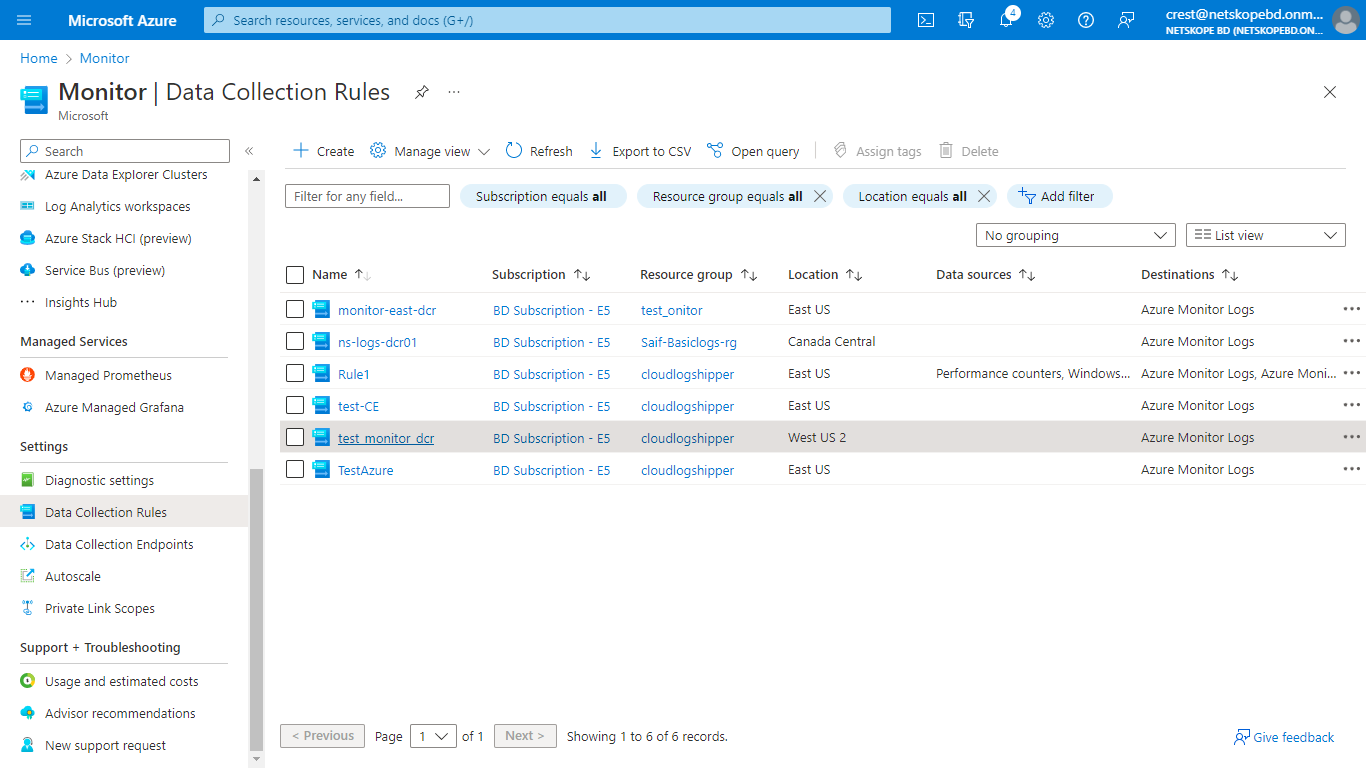 Microsoft Azure
Search resources, services, and docs (G+/)
4
crest@netskopebd.onm...
NETSKOPE BD (NETSKOPEBD.ON...
Home > Monitor
Monitor | Data Collection Rules
...
Microsoft
Search
«
Create
Manage view
Refresh
Export to CSV
Open query
Assign tags
Delete
Azure Data Explorer Clusters
Log Analytics workspaces
Azure Stack HCI (preview)
Service Bus (preview)
Insights Hub
Managed Services
Managed Prometheus
Azure Managed Grafana
Settings
Diagnostic settings
Data Collection Rules
Data Collection Endpoints
Autoscale
Private Link Scopes
Support + Troubleshooting
Usage and estimated costs
Advisor recommendations
New support request
Filter for any field...
Subscription equals all
Resource group equals all
Location equals all
Add filter
No grouping
List view
Name Subscription Resource group Location Data sources Destinations
monitor-east-dcr BD Subscription - E5 test_onitor East US Azure Monitor Logs
ns-logs-dcr01 BD Subscription - E5 Saif-Basiclogs-rg Canada Central Azure Monitor Logs
Rule1 BD Subscription - E5 cloudlogshipper East US Performance counters, Windows... Azure Monitor Logs, Azure Moni...
test-CE BD Subscription - E5 cloudlogshipper East US Azure Monitor Logs
test_monitor_dcr BD Subscription - E5 cloudlogshipper West US 2 Azure Monitor Logs
TestAzure BD Subscription - E5 cloudlogshipper East US Azure Monitor Logs
< Previous Page 1 of 1 Next > Showing 1 to 6 of 6 records.
Give feedback